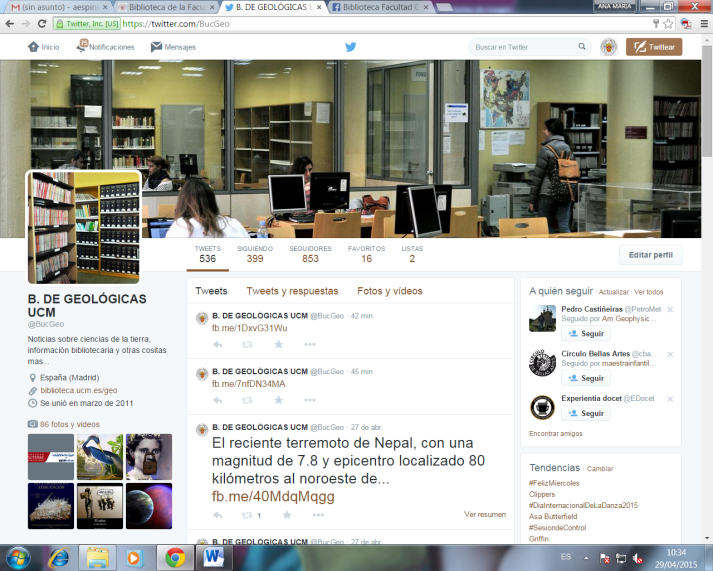 (sin asunto) - aespin
Biblioteca de la Facu
B. DE GEOLÓGICAS U
Biblioteca Facultad C
ANA MARIA
Twitter, Inc. [US] https://twitter.com/BucGeo
Inicio
Notificaciones
Mensajes
Buscar en Twitter
Twittear
TWEETS
536
SIGUIENDO
399
SEGUIDORES
853
FAVORITOS
16
LISTAS
2
Editar perfil
B. DE GEOLÓGICAS
UCM
@BucGeo
Noticias sobre ciencias de la tierra,
información bibliotecaria y otras cositas
mas...
España (Madrid)
biblioteca.ucm.es/geo
Se unió en marzo de 2011
86 fotos y vídeos
Tweets
Tweets y respuestas
Fotos y vídeos
B. DE GEOLÓGICAS UCM @BucGeo · 42 min
fb.me/1DxvG31Wu
B. DE GEOLÓGICAS UCM @BucGeo · 45 min
fb.me/7nfDN34MA
B. DE GEOLÓGICAS UCM @BucGeo · 27 de abr.
El reciente terremoto de Nepal, con una
magnitud de 7.8 y epicentro localizado 80
kilómetros al noroeste de...
fb.me/40MdqMqgg
1
Ver resumen
B. DE GEOLÓGICAS UCM @BucGeo · 27 de abr.
A quién seguir · Actualizar · Ver todos
Pedro Castiñeiras @PetroMet
Seguido por Am Geophysic...
Seguir
Círculo Bellas Artes @cba...
Seguido por maestrainfantil...
Seguir
Experientia docet @EDocet
Seguir
Encontrar amigos
Tendencias · Cambiar
#FelizMiercoles
Clippers
#DiaInternacionalDeLaDanza2015
Asa Butterfield
#SesiondeControl
Griffin
ES
10:34
29/04/2015